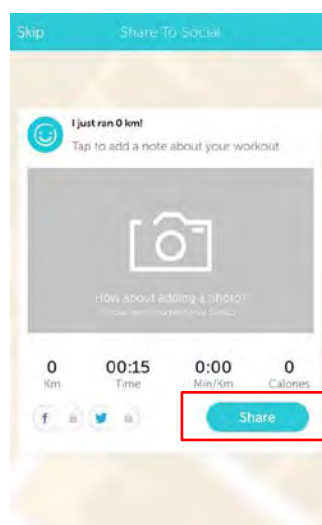 Skip Share To Social
I just ran 0 km!
Tap to add a note about your workout
How about adding a photo?
0 00:15 0:00 0
Km Time Min/Km Calories
f Share